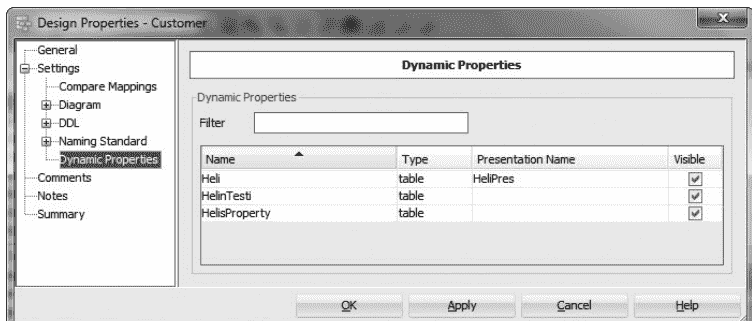 Design Properties - Customer
General
Settings
Compare Mappings
Diagram
DDL
Naming Standard
Dynamic Properties
Comments
Notes
Summary
Dynamic Properties
Dynamic Properties
Filter
Name Type Presentation Name Visible
Heli table HeliPres
HelinTesti table
HelisProperty table
OK Apply Cancel Help